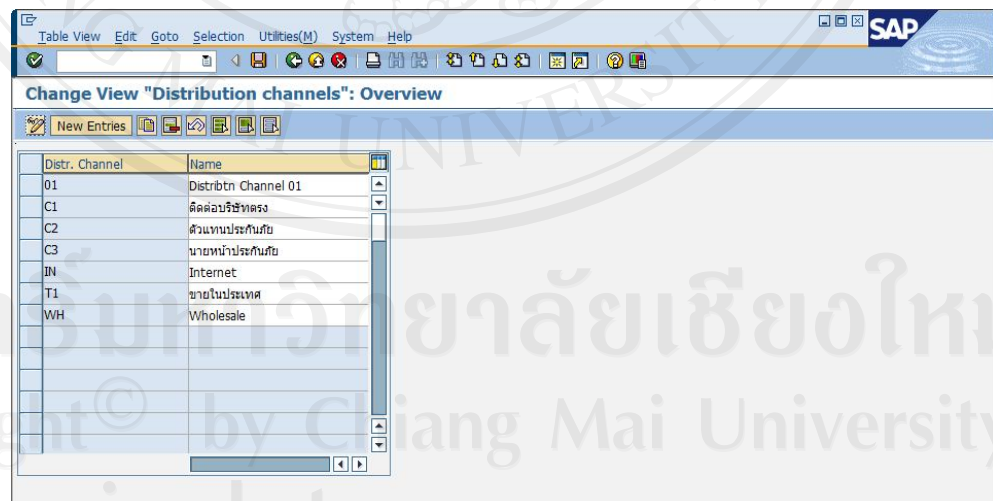 Table View Edit Goto Selection Utilities(M) System Help
SAP
Change View "Distribution channels": Overview
New Entries
Distr. Channel Name
01 Distribtn Channel 01
C1 ติดต่อบริษัทตรง
C2 ตัวแทนประกันภัย
C3 นายหน้าประกันภัย
IN Internet
T1 ขายในประเทศ
WH Wholesale
MAI UNIVERSIT
มหาวิทยาลัยเชียงใหม
by Chiang Mai University